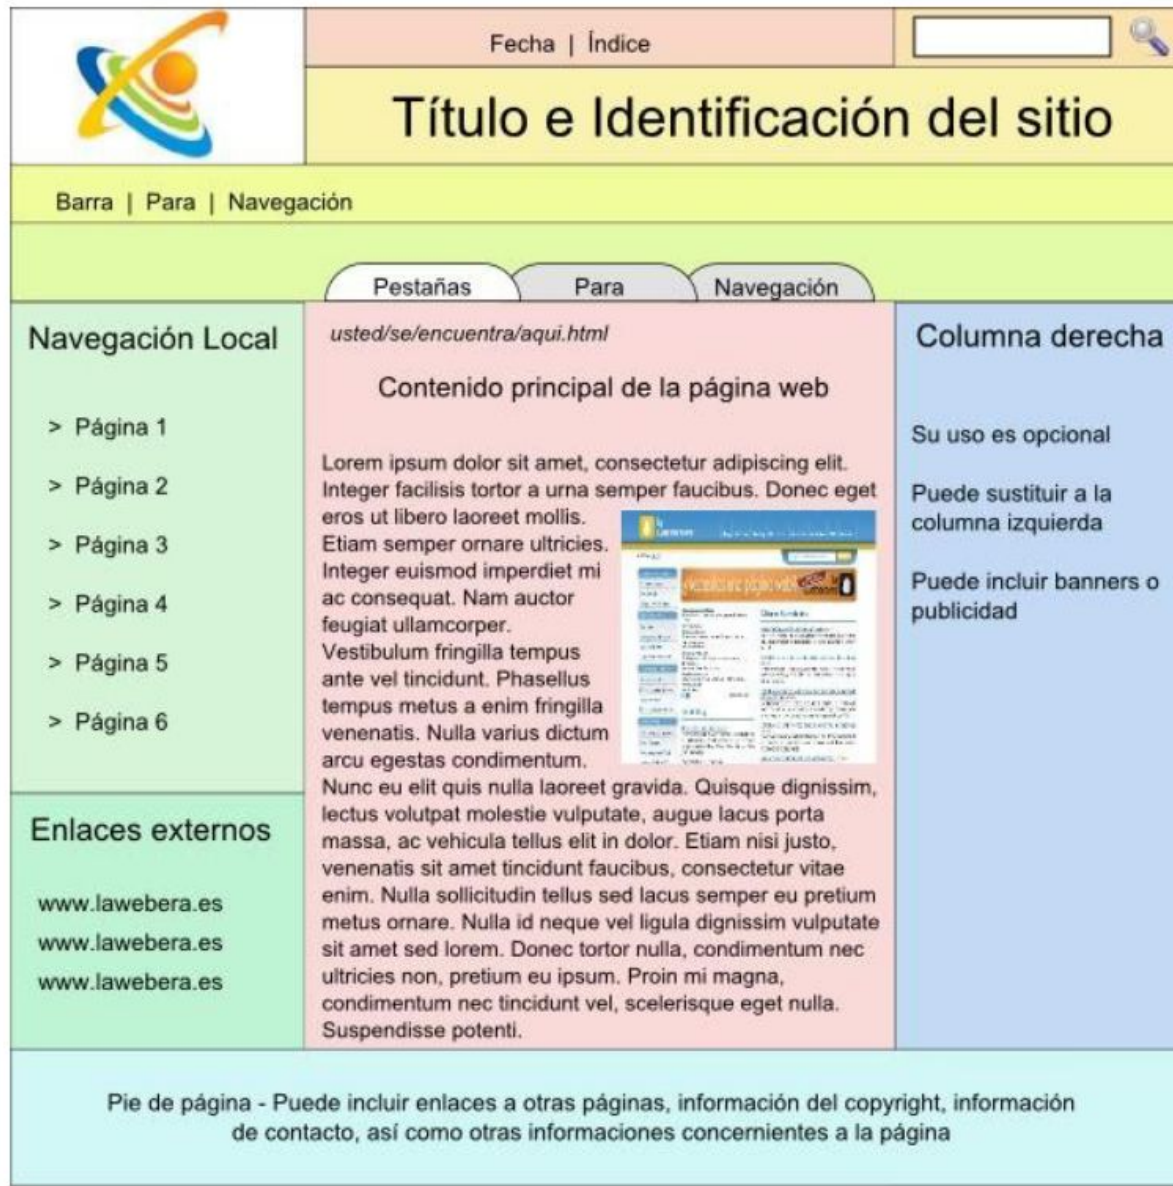 Fecha | Índice
Título e Identificación del sitio
Barra | Para | Navegación
Pestañas Para Navegación
Navegación Local
> Página 1
> Página 2
> Página 3
> Página 4
> Página 5
> Página 6
Enlaces externos
www.lawebera.es
www.lawebera.es
www.lawebera.es
usted/se/encuentra/aqui.html
Contenido principal de la página web
Lorem ipsum dolor sit amet, consectetur adipiscing elit.
Integer facilisis tortor a urna semper faucibus. Donec eget
eros ut libero laoreet mollis.
Etiam semper ornare ultricies.
Integer euismod imperdiet mi
ac consequat. Nam auctor
feugiat ullamcorper.
Vestibulum fringilla tempus
ante vel tincidunt. Phasellus
tempus metus a enim fringilla
venenatis. Nulla varius dictum
arcu egestas condimentum.
Nunc eu elit quis nulla laoreet gravida. Quisque dignissim,
lectus volutpat molestie vulputate, augue lacus porta
massa, ac vehicula tellus elit in dolor. Etiam nisi justo,
venenatis sit amet tincidunt faucibus, consectetur vitae
enim. Nulla sollicitudin tellus sed lacus semper eu pretium
metus ornare. Nulla id neque vel ligula dignissim vulputate
sit amet sed lorem. Donec tortor nulla, condimentum nec
ultricies non, pretium eu ipsum. Proin mi magna,
condimentum nec tincidunt vel, scelerisque eget nulla.
Suspendisse potenti.
Columna derecha
Su uso es opcional
Puede sustituir a la
columna izquierda
Puede incluir banners o
publicidad
Pie de página - Puede incluir enlaces a otras páginas, información del copyright, información
de contacto, así como otras informaciones concernientes a la página